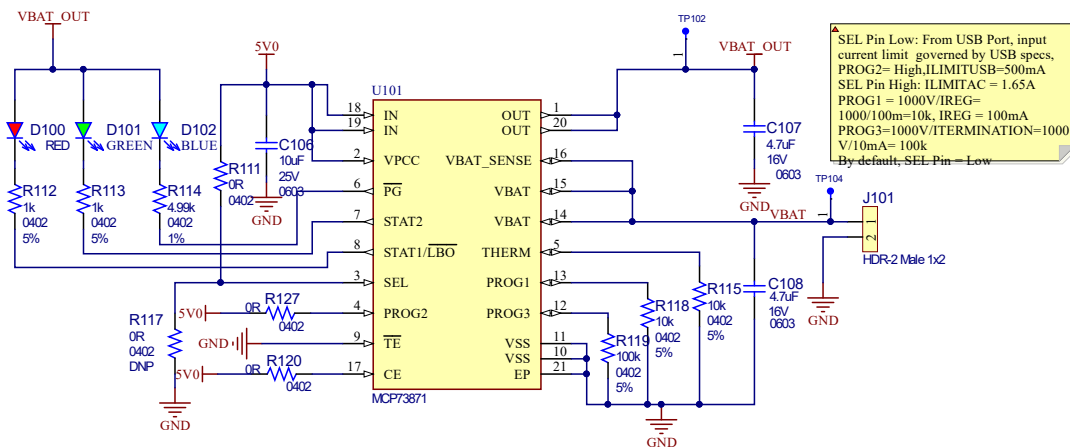 VBAT_OUT
5V0
TP102
1
VBAT_OUT
SEL Pin Low: From USB Port, input
current limit  governed by USB specs,
PROG2= High,ILIMITUSB=500mA
SEL Pin High: ILIMITAC = 1.65A
PROG1 = 1000V/IREG=
1000/100m=10k, IREG = 100mA
PROG3=1000V/ITERMINATION=1000
V/10mA= 100k
By default, SEL Pin = Low
D100
RED
D101
GREEN
D102
BLUE
R112
1k
0402
5%
R113
1k
0402
5%
R114
4.99k
0402
1%
R111
0R
0402
C106
10uF
25V
0603
GND
U101
18 IN
19 IN
2 VPCC
6 PG
7 STAT2
8 STAT1/LBO
3 SEL
4 PROG2
9 TE
17 CE
OUT 1
OUT 20
VBAT_SENSE 16
VBAT 15
VBAT 14
THERM 5
PROG1 13
PROG3 12
VSS 11
VSS 10
EP 21
MCP73871
C107
4.7uF
16V
0603
GND
TP104
1
VBAT
J101
1
2
HDR-2 Male 1x2
GND
C108
4.7uF
16V
0603
R115
10k
0402
5%
R118
10k
0402
5%
R119
100k
0402
5%
GND
R117
0R
0402
DNP
GND
5V0
R127
0R
0402
GND
5V0
R120
0R
0402